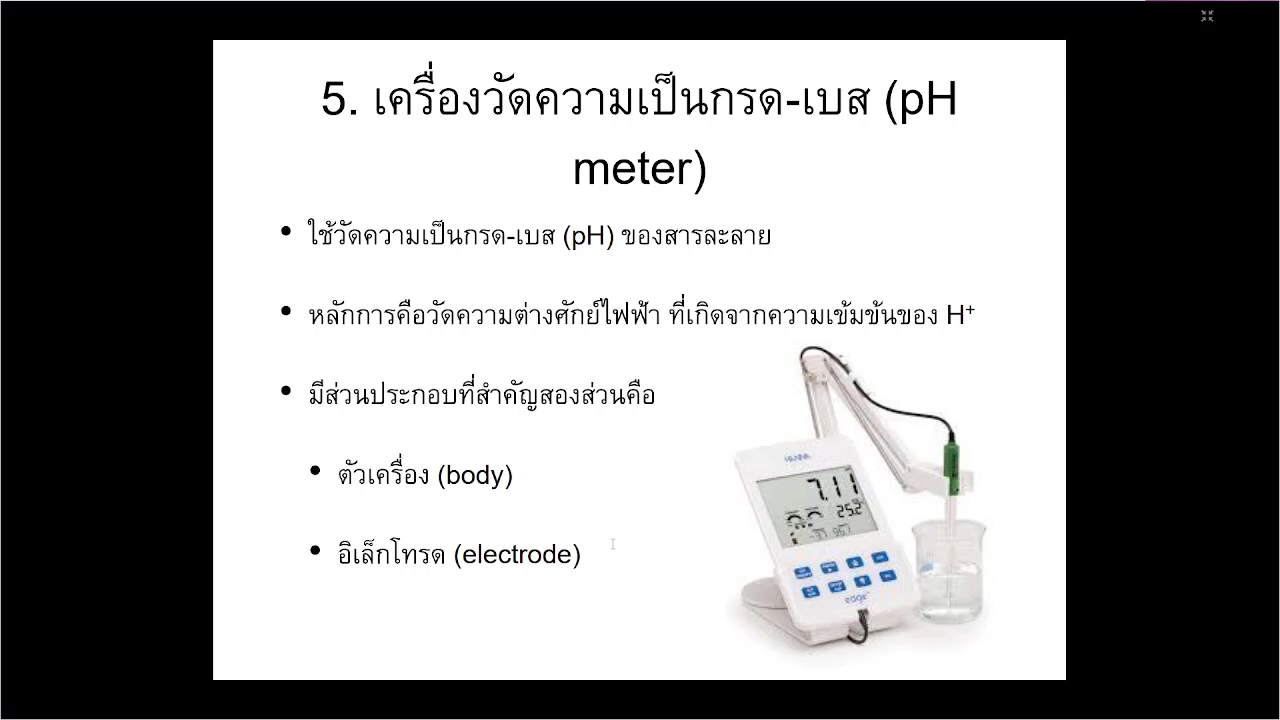 5. เครื่องวัดความเป็นกรด-เบส (pH
meter)
• ใช้วัดความเป็นกรด-เบส (pH) ของสารละลาย
• หลักการคือวัดความต่างศักย์ไฟฟ้า ที่เกิดจากความเข้มข้นของ H⁺
• มีส่วนประกอบที่สำคัญสองส่วนคือ
• ตัวเครื่อง (body)
• อิเล็กโทรด (electrode)
HANNA
7.11
25.2
edge